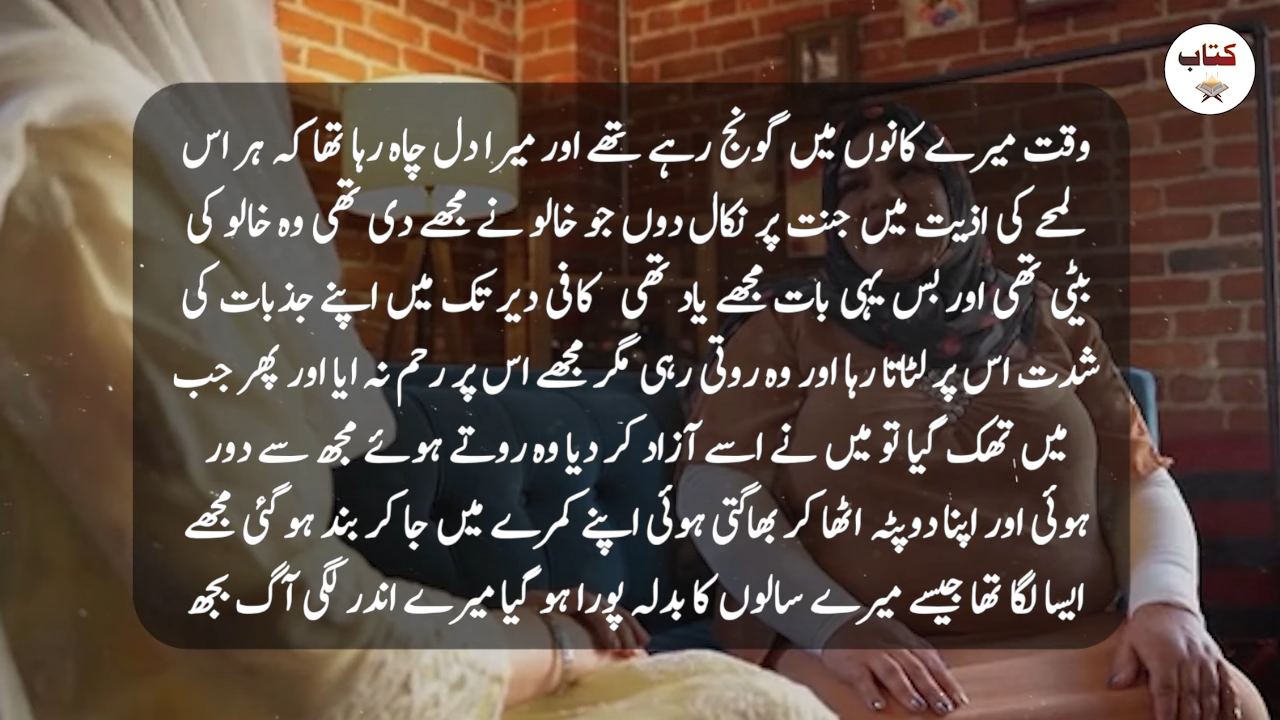 کتاب
وقت میرے کانوں میں گونج رہے تھے اور میرا دل چاہ رہا تھا کہ ہر اس
لمحے کی اذیت میں جنت پر نکال دوں جو خالو نے مجھے دی تھی وہ خالو کی
بیٹی تھی اور بس یہی بات مجھے یاد تھی کافی دیر تک میں اپنے جذبات کی
شدت اس پر لٹاتا رہا اور وہ روتی رہی مگر مجھے اس پر رحم نہ ایا اور پھر جب
میں تھک گیا تو میں نے اسے آزاد کر دیا وہ روتے ہوئے مجھ سے دور
ہوئی اور اپنا دوپٹہ اٹھا کر بھاگتی ہوئی اپنے کمرے میں جا کر بند ہو گئی مجھے
ایسا لگا تھا جیسے میرے سالوں کا بدلہ پورا ہو گیا میرے اندر لگی آگ بجھ